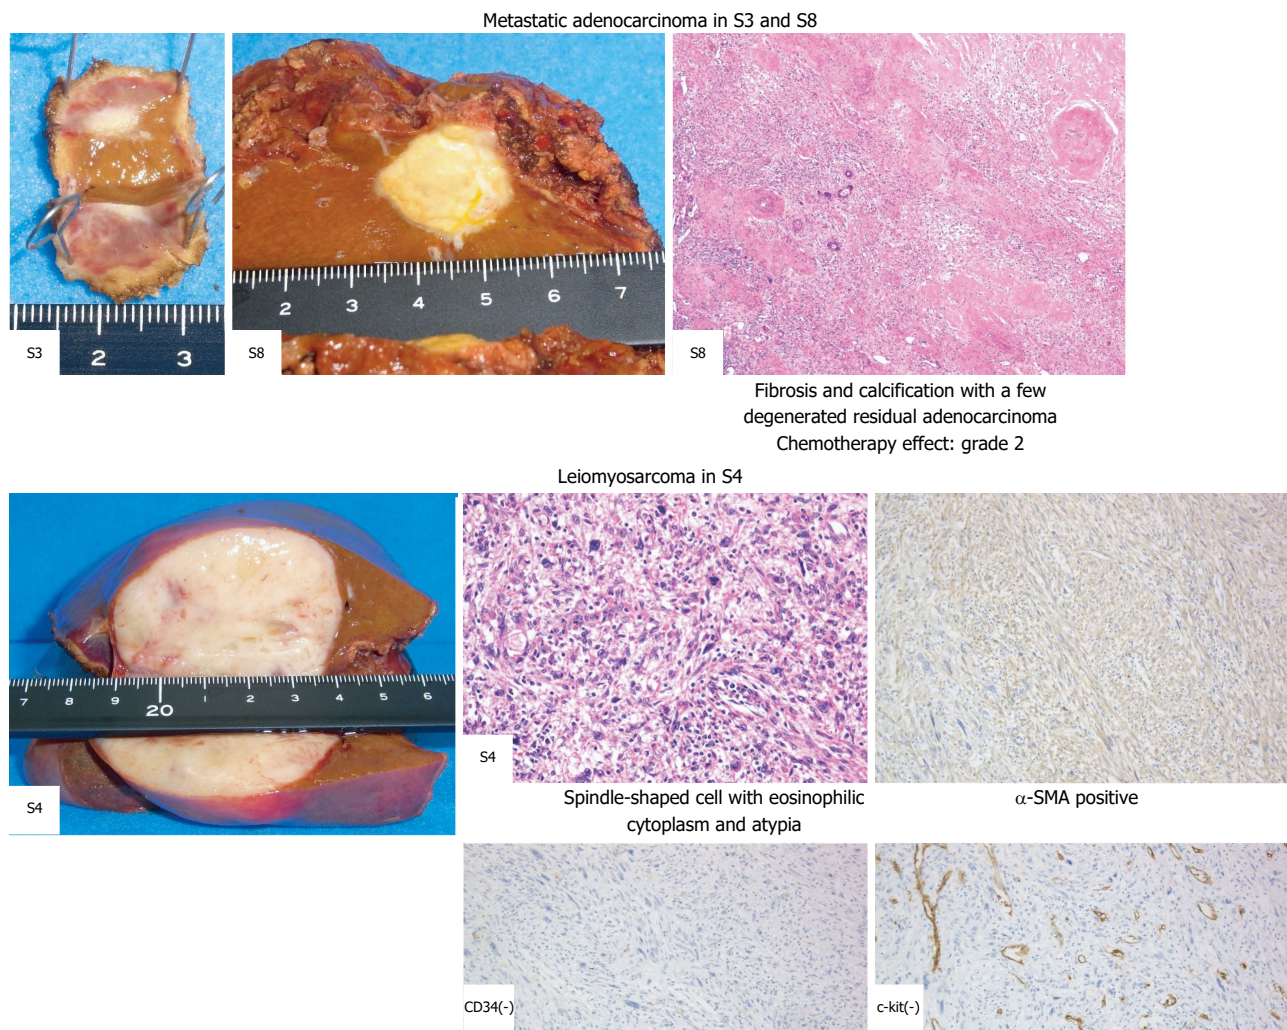 Metastatic adenocarcinoma in S3 and S8
S3
2 3
S8
2 3 4 5 6 7
S8
Fibrosis and calcification with a few
degenerated residual adenocarcinoma
Chemotherapy effect: grade 2
Leiomyosarcoma in S4
7 8 9 20 1 2 3 4 5 6
S4
S4
Spindle-shaped cell with eosinophilic
cytoplasm and atypia
α-SMA positive
CD34(-)
c-kit(-)